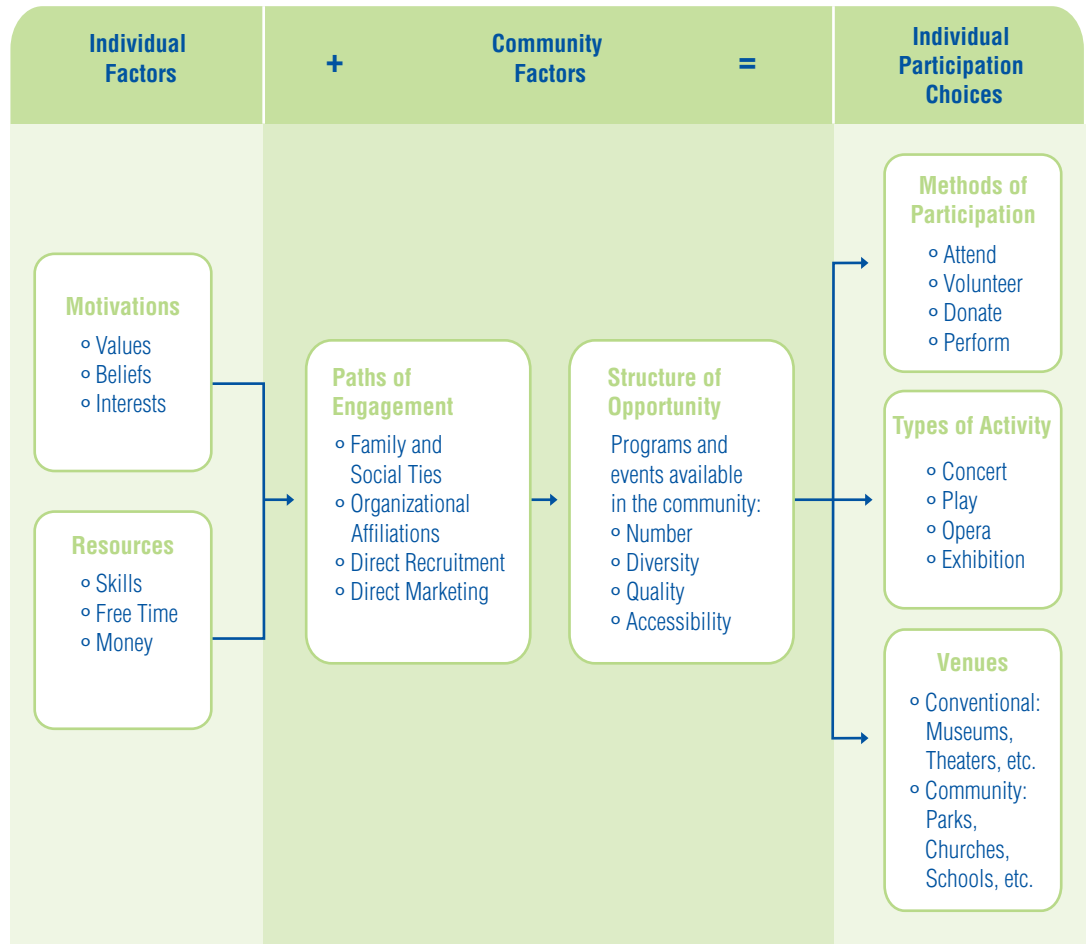 Individual
Factors
+
Community
Factors
=
Individual
Participation
Choices
Motivations
o Values
o Beliefs
o Interests
Resources
o Skills
o Free Time
o Money
Paths of
Engagement
o Family and
Social Ties
o Organizational
Affiliations
o Direct Recruitment
o Direct Marketing
Structure of
Opportunity
Programs and
events available
in the community:
o Number
o Diversity
o Quality
o Accessibility
Methods of
Participation
o Attend
o Volunteer
o Donate
o Perform
Types of Activity
o Concert
o Play
o Opera
o Exhibition
Venues
o Conventional:
Museums,
Theaters, etc.
o Community:
Parks,
Churches,
Schools, etc.